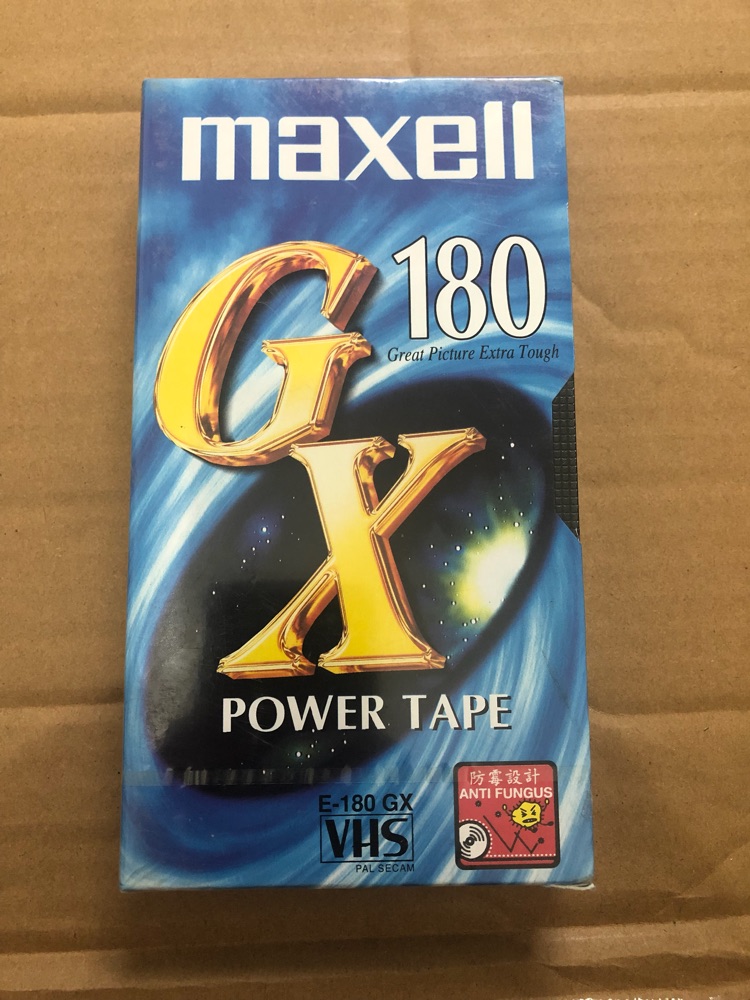 maxell
180
Great Picture Extra Tough
GX
POWER TAPE
E-180 GX
VHS
PAL SECAM
防霉設計
ANTI FUNGUS